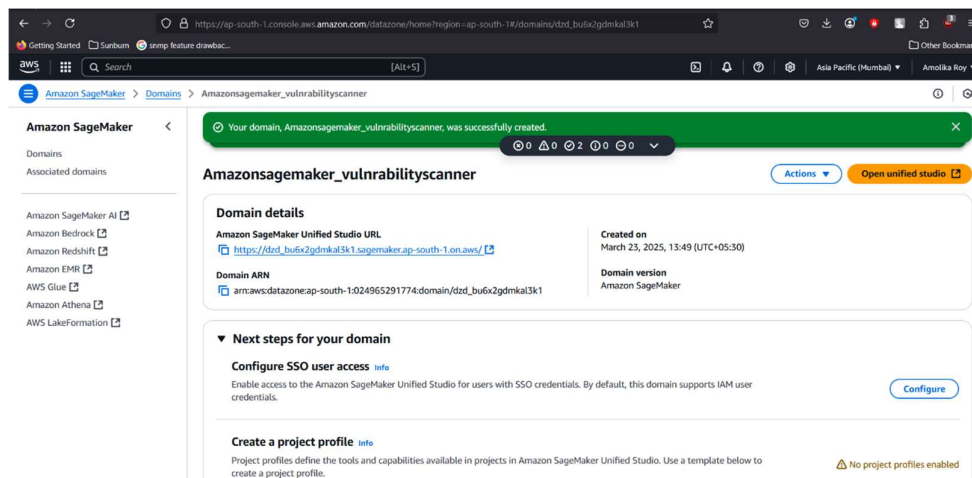 https://ap-south-1.console.aws.amazon.com/datazone/home?region=ap-south-1#/domains/dzd_bu6x2gdmkal3k1
Getting Started Sunburn snmp feature drawbac... Other Bookmar
aws Search [Alt+S] Asia Pacific (Mumbai) Amolika Roy
Amazon SageMaker > Domains > Amazonsagemaker_vulnrabilityscanner
Amazon SageMaker
Domains
Associated domains
Amazon SageMaker AI
Amazon Bedrock
Amazon Redshift
Amazon EMR
AWS Glue
Amazon Athena
AWS LakeFormation
Your domain, Amazonsagemaker_vulnrabilityscanner, was successfully created.
0 0 2 0 0
Amazonsagemaker_vulnrabilityscanner
Actions
Open unified studio
Domain details
Amazon SageMaker Unified Studio URL
https://dzd_bu6x2gdmkal3k1.sagemaker.ap-south-1.on.aws/
Domain ARN
arn:aws:datazone:ap-south-1:024965291774:domain/dzd_bu6x2gdmkal3k1
Created on
March 23, 2025, 13:49 (UTC+05:30)
Domain version
Amazon SageMaker
Next steps for your domain
Configure SSO user access Info
Enable access to the Amazon SageMaker Unified Studio for users with SSO credentials. By default, this domain supports IAM user
credentials.
Configure
Create a project profile Info
Project profiles define the tools and capabilities available in projects in Amazon SageMaker Unified Studio. Use a template below to
create a project profile.
No project profiles enabled